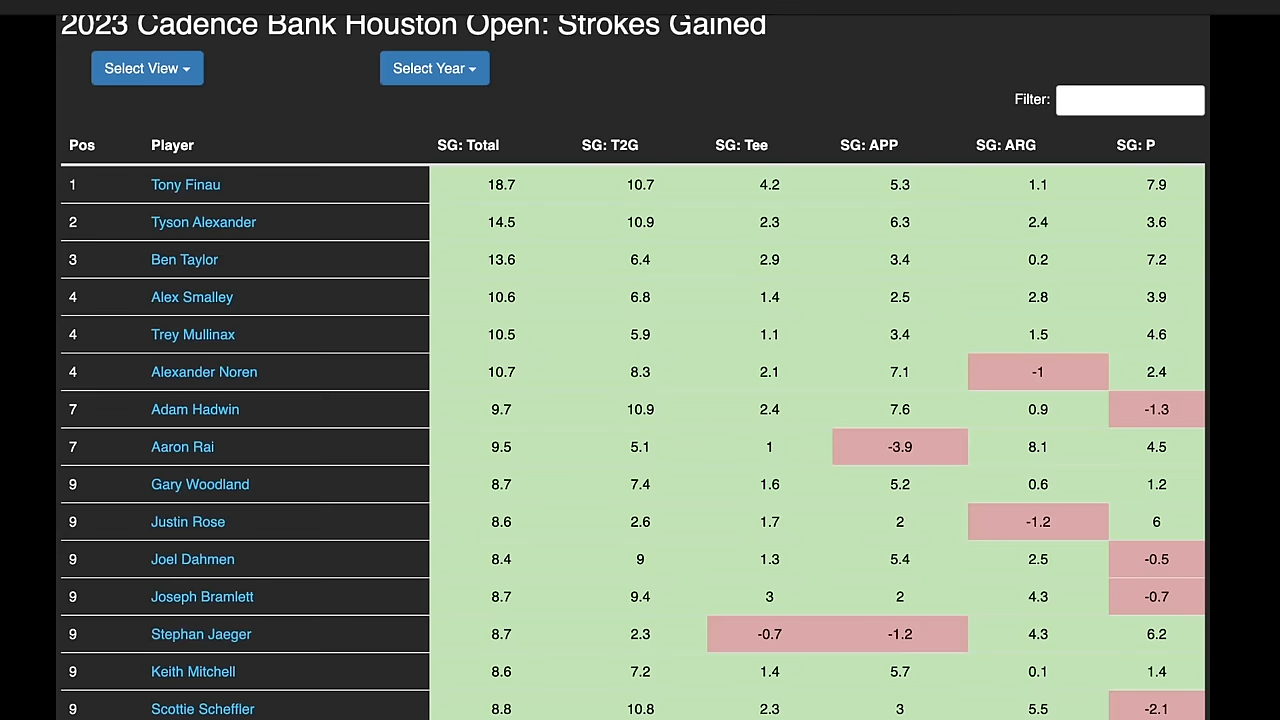 2023 Cadence Bank Houston Open: Strokes Gained
Select View Select Year
Filter:
Pos Player SG: Total SG: T2G SG: Tee SG: APP SG: ARG SG: P
1 Tony Finau 18.7 10.7 4.2 5.3 1.1 7.9
2 Tyson Alexander 14.5 10.9 2.3 6.3 2.4 3.6
3 Ben Taylor 13.6 6.4 2.9 3.4 0.2 7.2
4 Alex Smalley 10.6 6.8 1.4 2.5 2.8 3.9
4 Trey Mullinax 10.5 5.9 1.1 3.4 1.5 4.6
4 Alexander Noren 10.7 8.3 2.1 7.1 -1 2.4
7 Adam Hadwin 9.7 10.9 2.4 7.6 0.9 -1.3
7 Aaron Rai 9.5 5.1 1 -3.9 8.1 4.5
9 Gary Woodland 8.7 7.4 1.6 5.2 0.6 1.2
9 Justin Rose 8.6 2.6 1.7 2 -1.2 6
9 Joel Dahmen 8.4 9 1.3 5.4 2.5 -0.5
9 Joseph Bramlett 8.7 9.4 3 2 4.3 -0.7
9 Stephan Jaeger 8.7 2.3 -0.7 -1.2 4.3 6.2
9 Keith Mitchell 8.6 7.2 1.4 5.7 0.1 1.4
9 Scottie Scheffler 8.8 10.8 2.3 3 5.5 -2.1